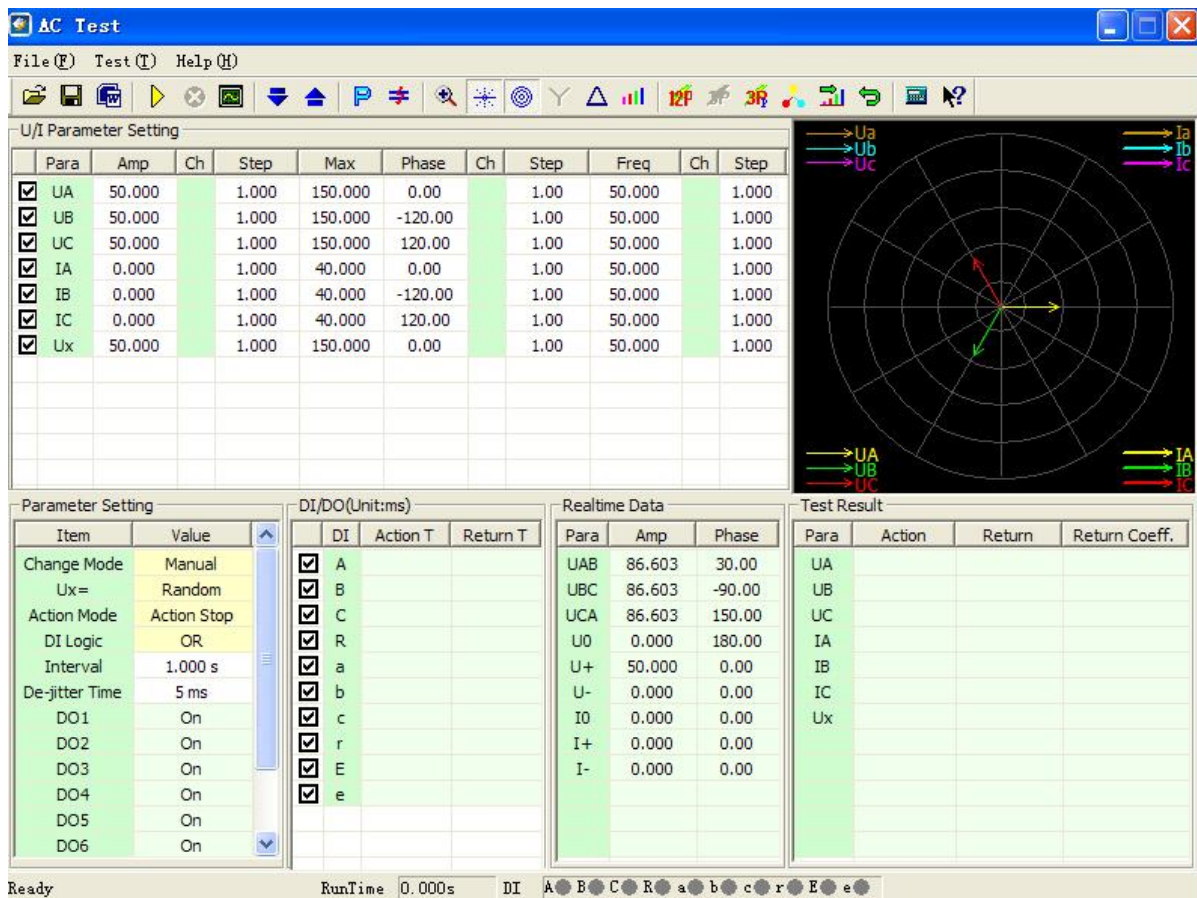 AC Test
File(F) Test(T) Help(H)
U/I Parameter Setting
Para Amp Ch Step Max Phase Ch Step Freq Ch Step
UA 50.000 1.000 150.000 0.00 1.00 50.000 1.000
UB 50.000 1.000 150.000 -120.00 1.00 50.000 1.000
UC 50.000 1.000 150.000 120.00 1.00 50.000 1.000
IA 0.000 1.000 40.000 0.00 1.00 50.000 1.000
IB 0.000 1.000 40.000 -120.00 1.00 50.000 1.000
IC 0.000 1.000 40.000 120.00 1.00 50.000 1.000
Ux 50.000 1.000 150.000 0.00 1.00 50.000 1.000
Ua Ia
Ub Ib
Uc Ic
UA IA
UB IB
UC IC
Parameter Setting
Item Value
Change Mode Manual
Ux= Random
Action Mode Action Stop
DI Logic OR
Interval 1.000 s
De-jitter Time 5 ms
DO1 On
DO2 On
DO3 On
DO4 On
DO5 On
DO6 On
DI/DO(Unit:ms)
DI Action T Return T
A
B
C
R
a
b
c
r
E
e
Realtime Data
Para Amp Phase
UAB 86.603 30.00
UBC 86.603 -90.00
UCA 86.603 150.00
U0 0.000 180.00
U+ 50.000 0.00
U- 0.000 0.00
I0 0.000 0.00
I+ 0.000 0.00
I- 0.000 0.00
Test Result
Para Action Return Return Coeff.
UA
UB
UC
IA
IB
IC
Ux
Ready RunTime 0.000s DI A B C R a b c r E e